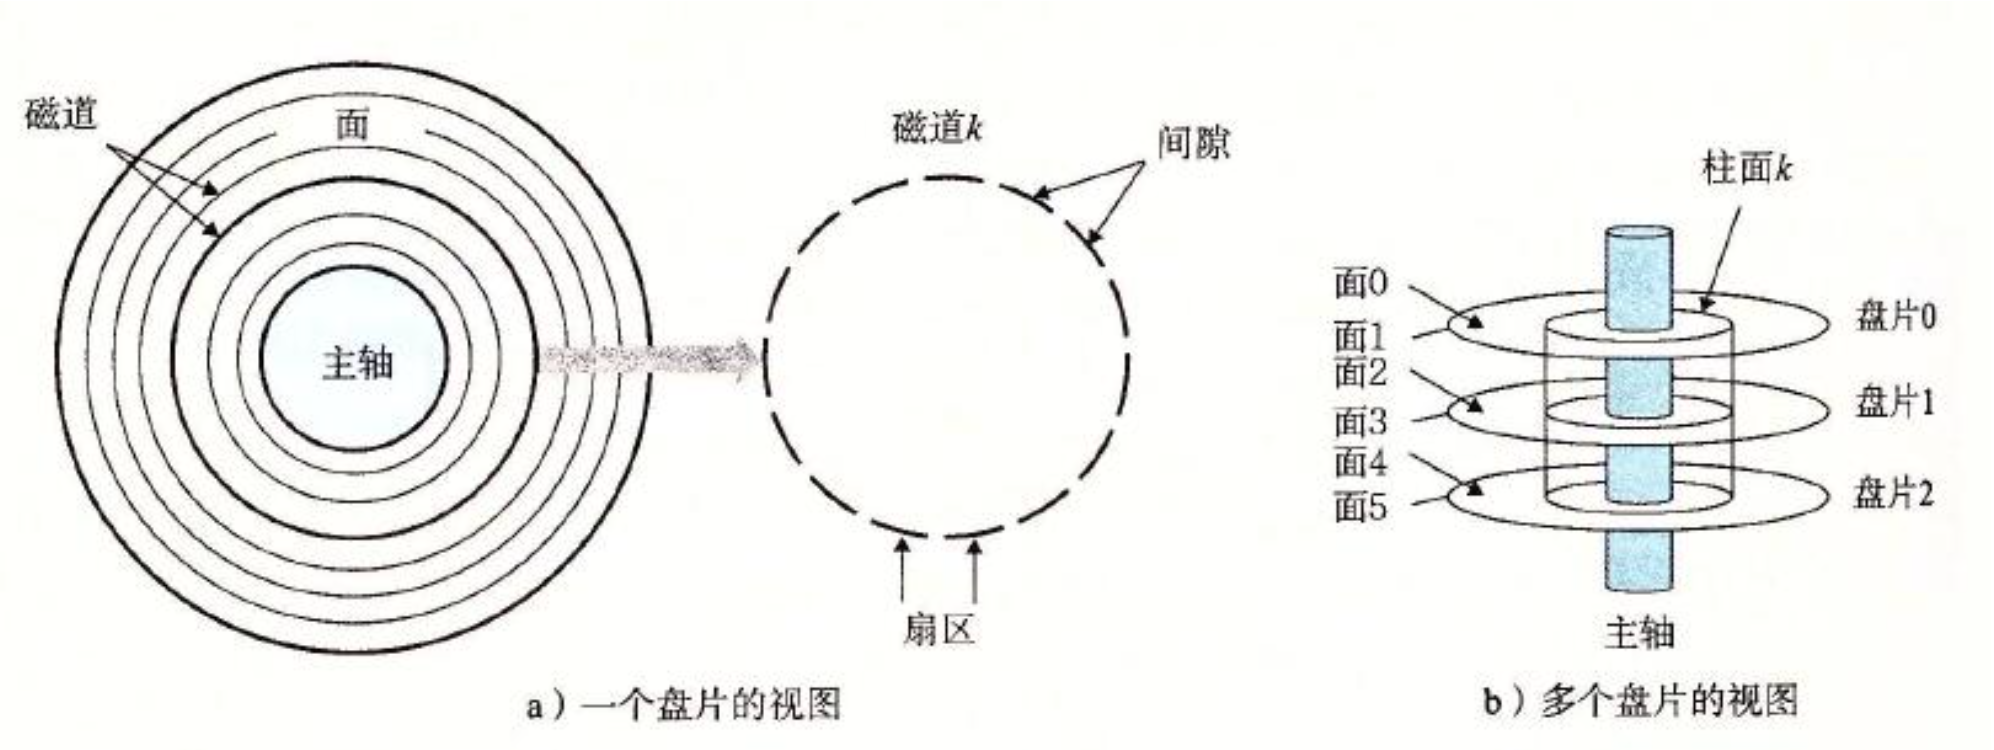 磁道
面
主轴
磁道k
间隙
扇区
a）一个盘片的视图
柱面k
面0
面1
面2
面3
面4
面5
盘片0
盘片1
盘片2
主轴
b）多个盘片的视图